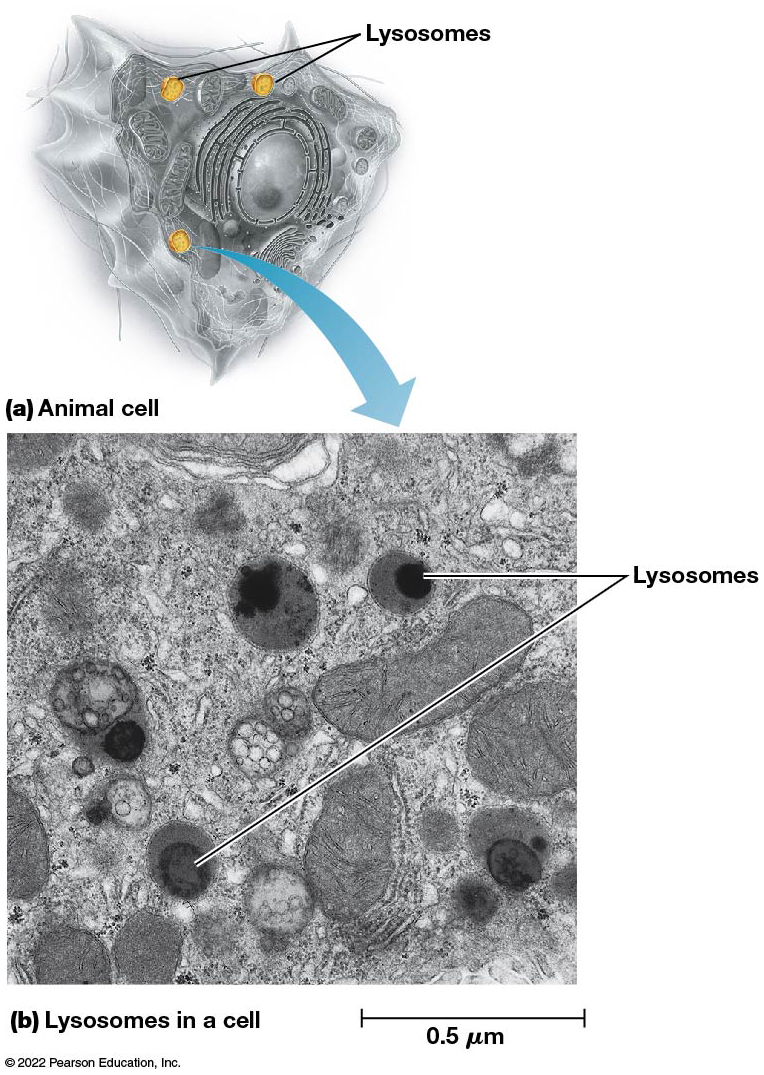 Lysosomes
(a) Animal cell
Lysosomes
(b) Lysosomes in a cell
0.5 μm
© 2022 Pearson Education, Inc.